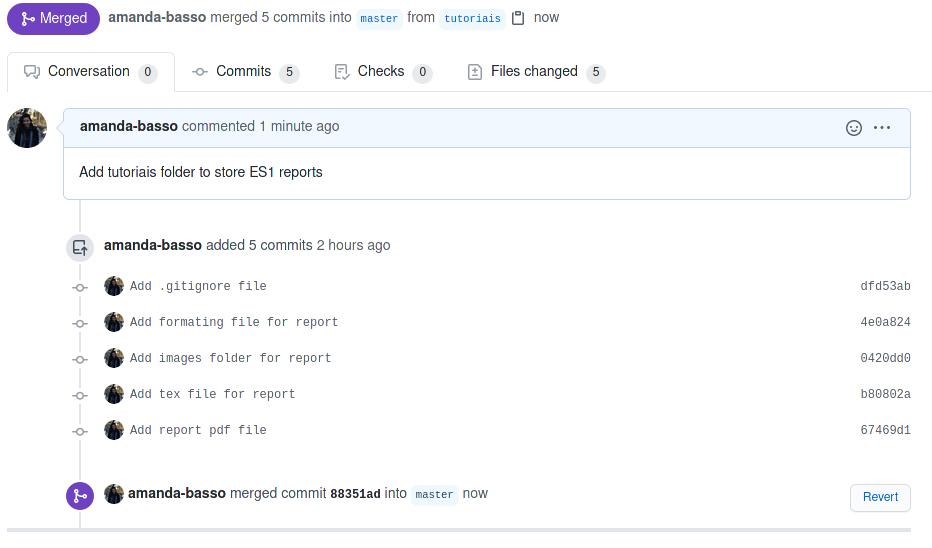 Merged amanda-basso merged 5 commits into master from tutoriais now
Conversation 0 Commits 5 Checks 0 Files changed 5
amanda-basso commented 1 minute ago
Add tutoriais folder to store ES1 reports
amanda-basso added 5 commits 2 hours ago
Add .gitignore file dfd53ab
Add formating file for report 4e0a824
Add images folder for report 0420dd0
Add tex file for report b80802a
Add report pdf file 67469d1
amanda-basso merged commit 88351ad into master now Revert